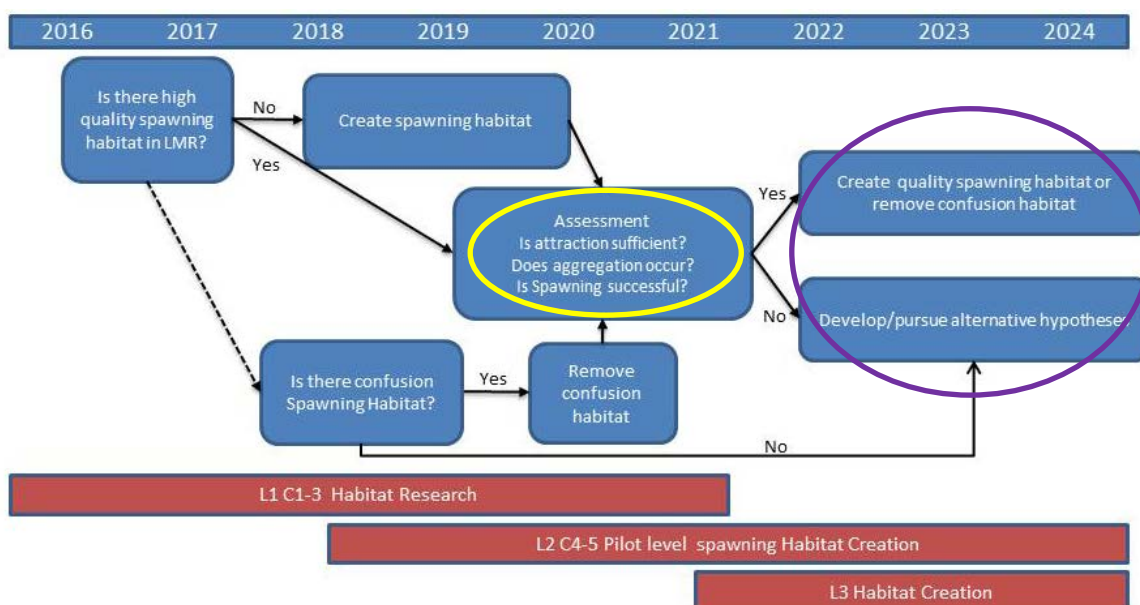 2016 2017 2018 2019 2020 2021 2022 2023 2024
Is there high
quality spawning
habitat in LMR?
No
Yes
Create spawning habitat
Assessment
Is attraction sufficient?
Does aggregation occur?
Is Spawning successful?
Yes
No
Create quality spawning habitat or
remove confusion habitat
Develop/pursue alternative hypotheses
Is there confusion
Spawning Habitat?
Yes
Remove
confusion
habitat
No
L1 C1-3 Habitat Research
L2 C4-5 Pilot level spawning Habitat Creation
L3 Habitat Creation